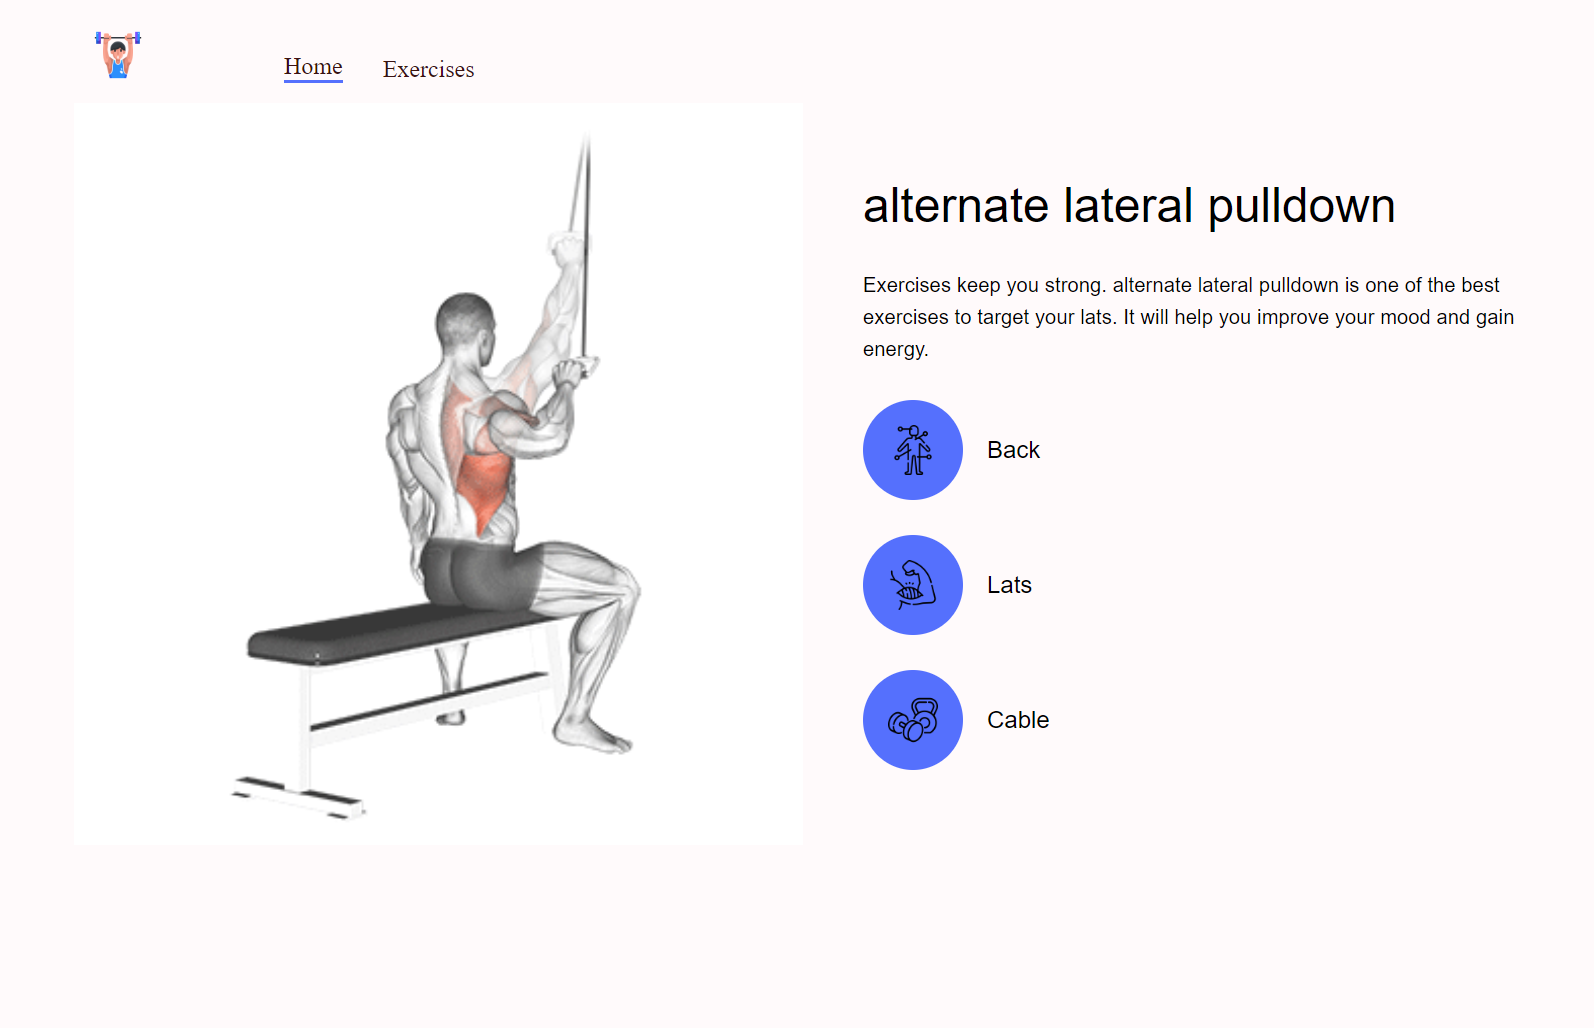 Home
Exercises
alternate lateral pulldown
Exercises keep you strong. alternate lateral pulldown is one of the best
exercises to target your lats. It will help you improve your mood and gain
energy.
Back
Lats
Cable